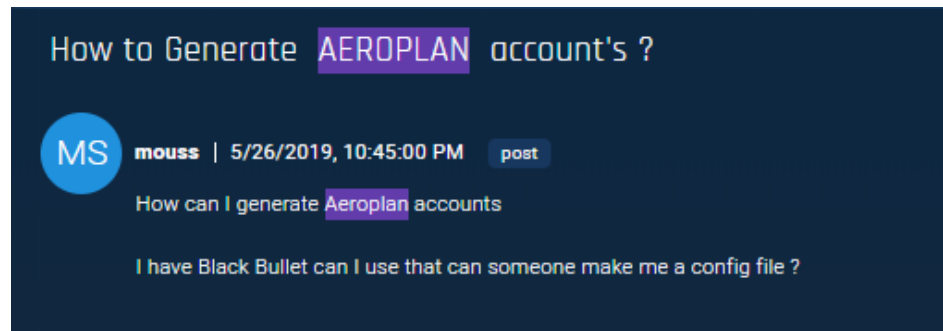 How to Generate AEROPLAN account's ?
MS
mouss | 5/26/2019, 10:45:00 PM post
How can I generate Aeroplan accounts
I have Black Bullet can I use that can someone make me a config file ?